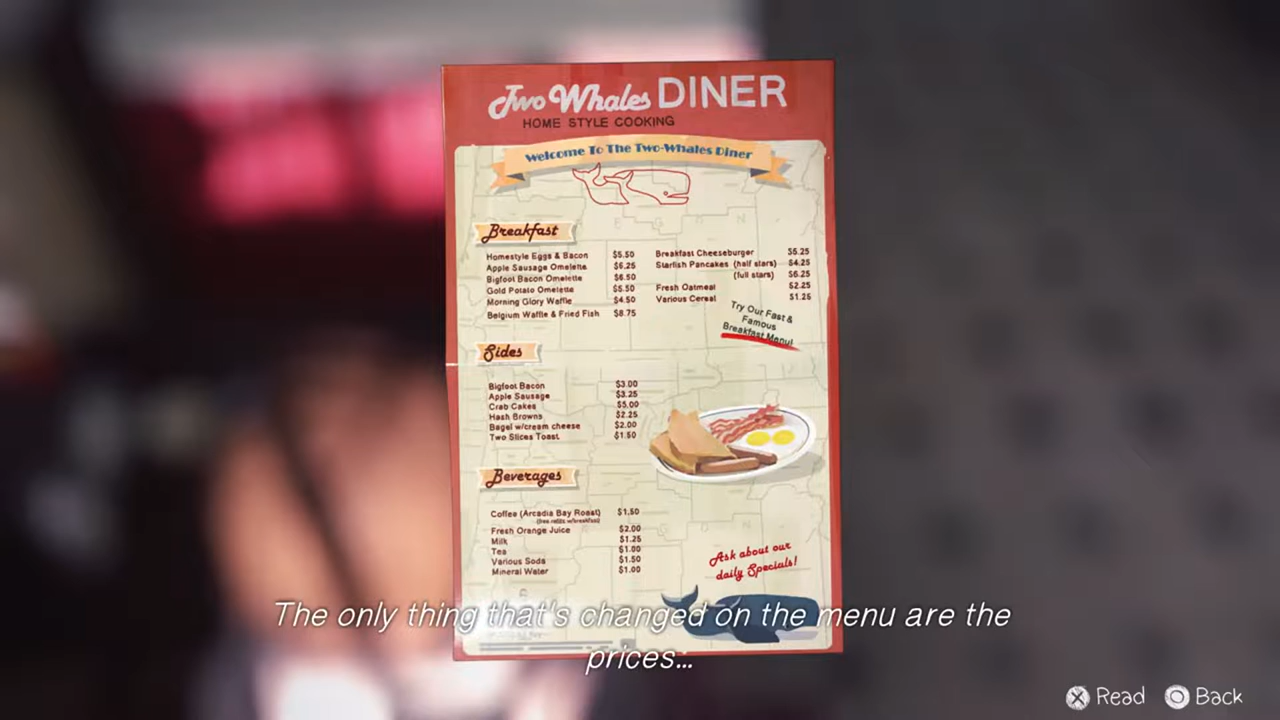 Two Whales DINER
HOME STYLE COOKING
Welcome To The Two-Whales Diner
Breakfast
Homestyle Eggs & Bacon $5.50
Apple Sausage Omelette $6.25
Bigfoot Bacon Omelette $6.50
Gold Potato Omelette $5.50
Morning Glory Waffle $4.50
Belgium Waffle & Fried Fish $8.75
Breakfast Cheeseburger $5.25
Starfish Pancakes (half stars) $4.25
(full stars) $6.25
Fresh Oatmeal $2.25
Various Cereal $1.25
Try Our Fast &
Famous
Breakfast Menu!
Sides
Bigfoot Bacon $3.00
Apple Sausage $3.25
Crab Cakes $5.00
Hash Browns $2.25
Bagel w/cream cheese $2.00
Two Slices Toast $1.50
Beverages
Coffee (Arcadia Bay Roast) $1.50
(free refills w/breakfast)
Fresh Orange Juice $2.00
Milk $1.25
Tea $1.00
Various Soda $1.50
Mineral Water $1.00
Ask about our
daily Specials!
The only thing that's changed on the menu are the
prices...
Read Back